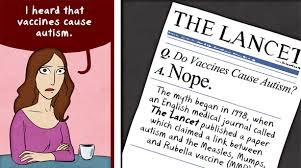 I heard that
vaccines cause
autism.
THE LANCET
Q. Do Vaccines Cause Autism?
A. Nope.
The myth began in 1998, when
an English medical journal called
The Lancet published a paper
which claimed a link between
autism and the Measles, Mumps,
and Rubella vaccine (MMR)